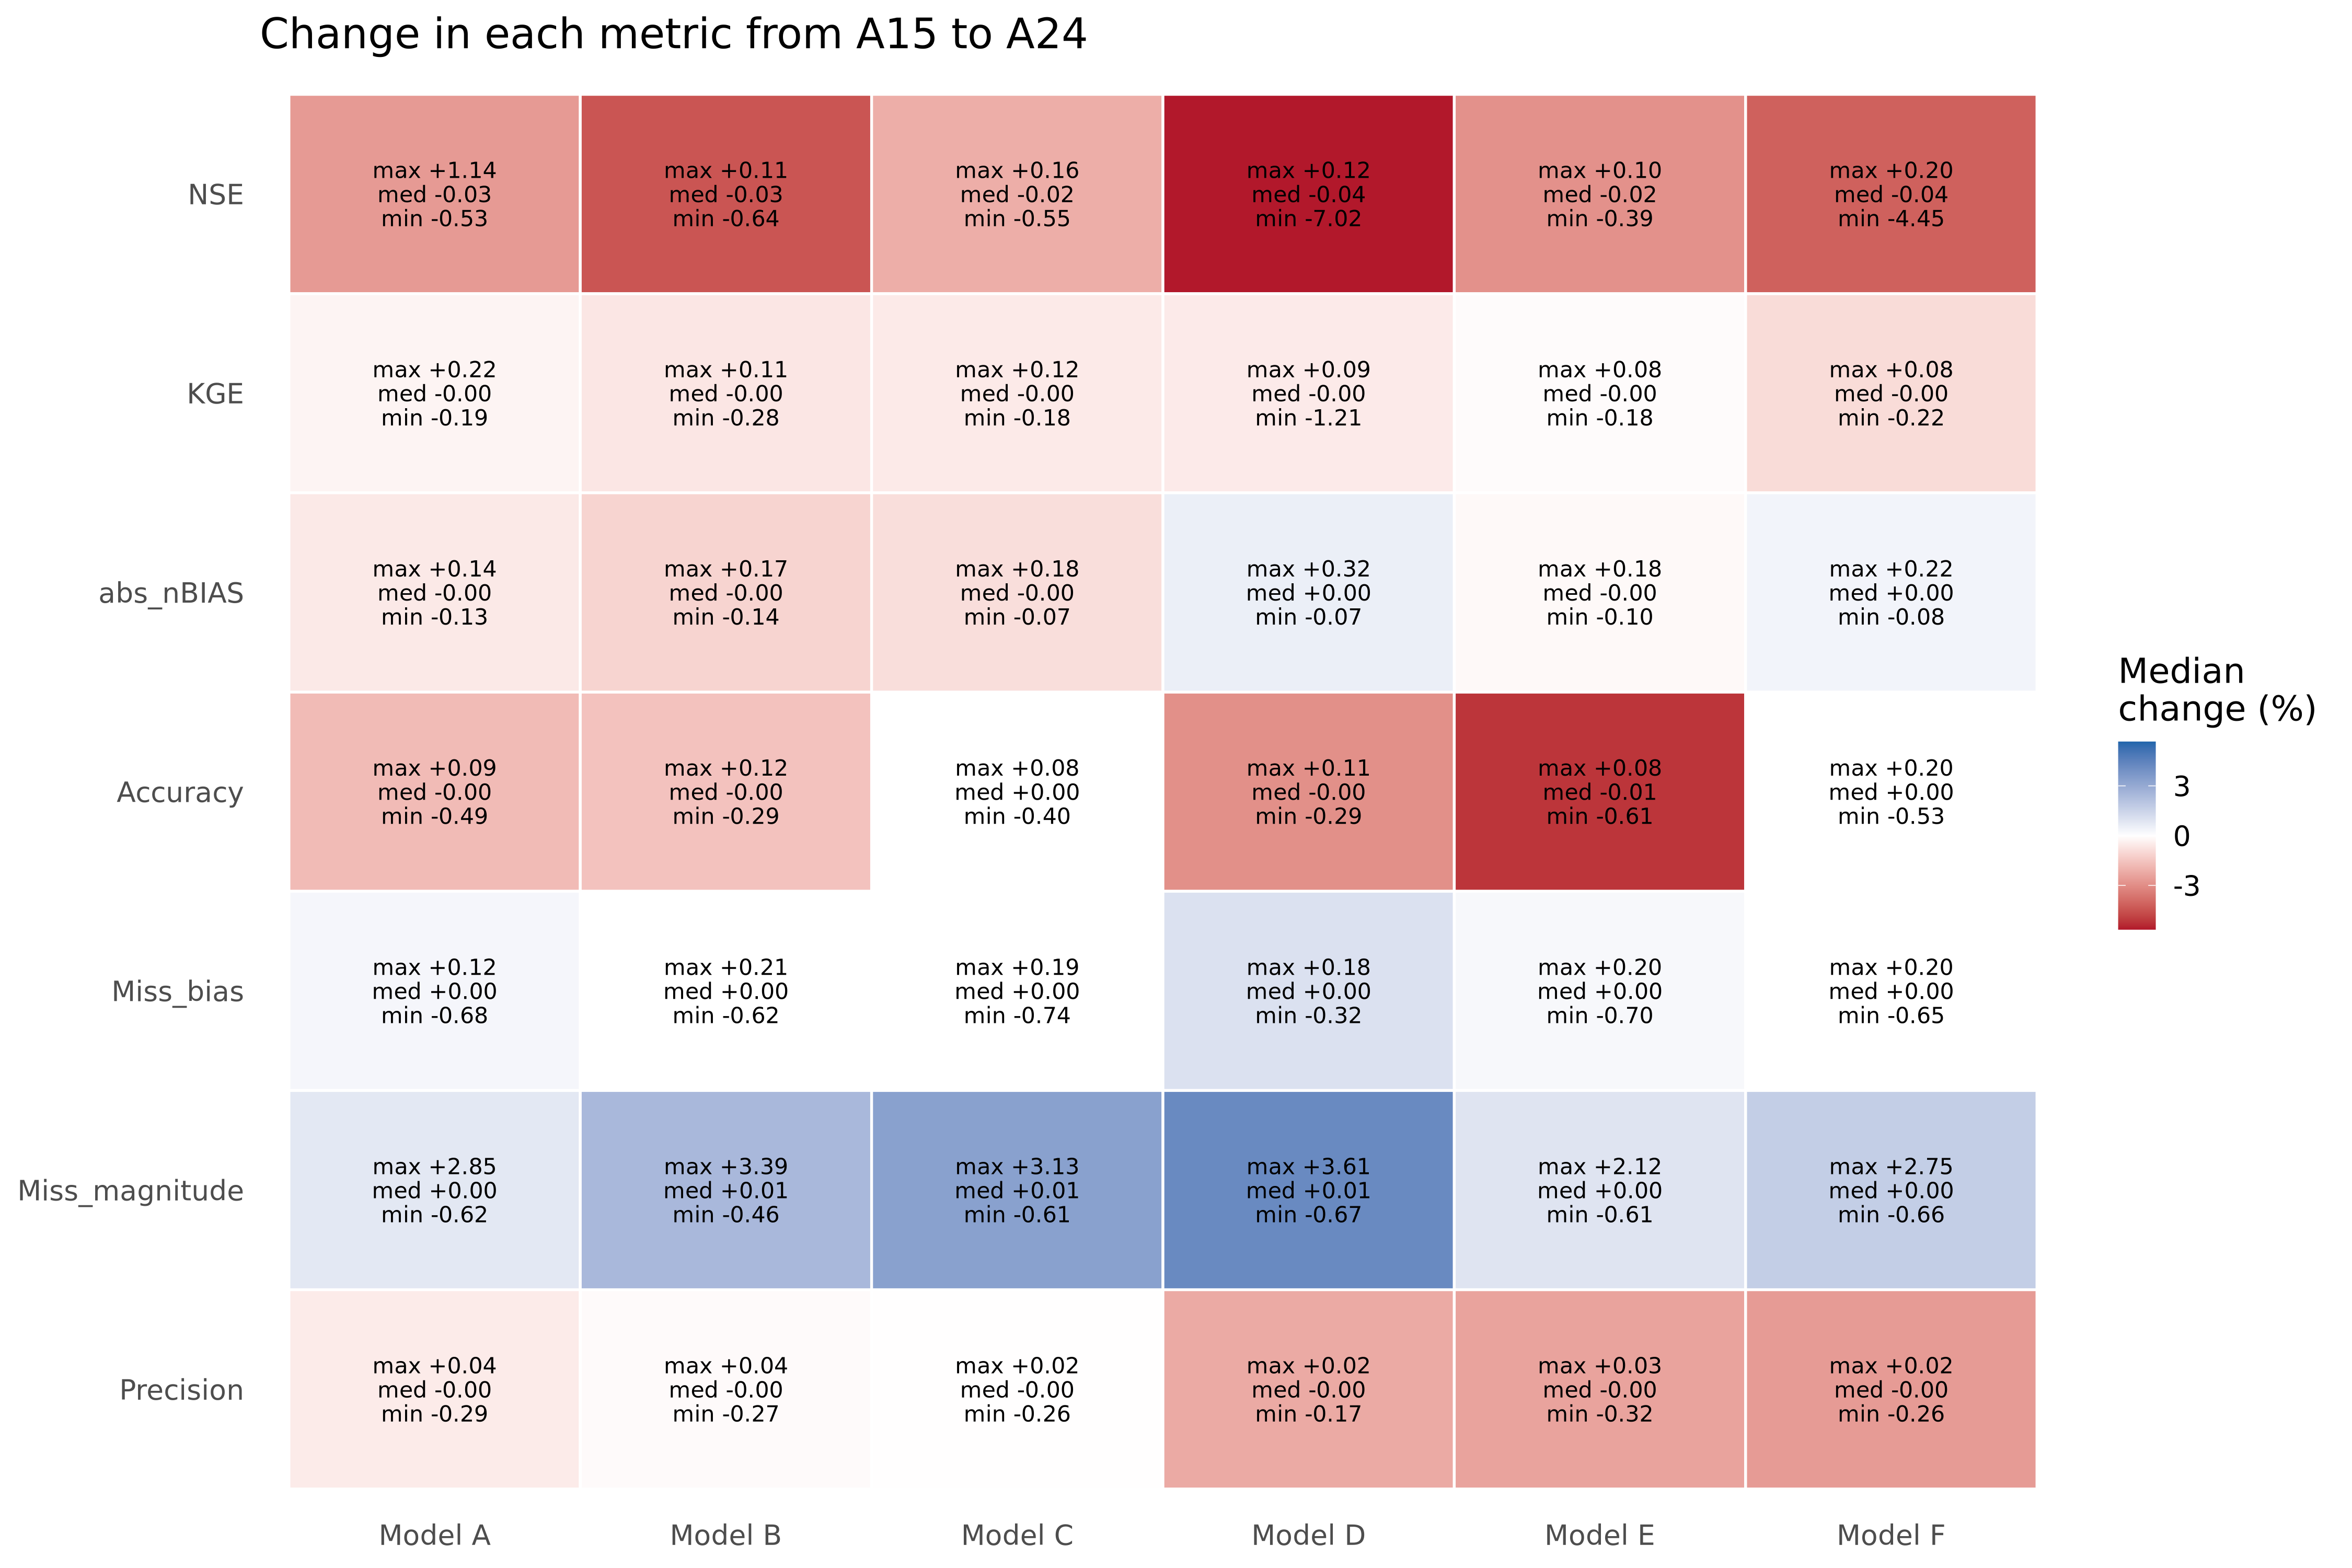 Change in each metric from A15 to A24
NSE
max +1.14
med -0.03
min -0.53
max +0.11
med -0.03
min -0.64
max +0.16
med -0.02
min -0.55
max +0.12
med -0.04
min -7.02
max +0.10
med -0.02
min -0.39
max +0.20
med -0.04
min -4.45
KGE
max +0.22
med -0.00
min -0.19
max +0.11
med -0.00
min -0.28
max +0.12
med -0.00
min -0.18
max +0.09
med -0.00
min -1.21
max +0.08
med -0.00
min -0.18
max +0.08
med -0.00
min -0.22
abs_nBIAS
max +0.14
med -0.00
min -0.13
max +0.17
med -0.00
min -0.14
max +0.18
med -0.00
min -0.07
max +0.32
med +0.00
min -0.07
max +0.18
med -0.00
min -0.10
max +0.22
med +0.00
min -0.08
Accuracy
max +0.09
med -0.00
min -0.49
max +0.12
med -0.00
min -0.29
max +0.08
med +0.00
min -0.40
max +0.11
med -0.00
min -0.29
max +0.08
med -0.01
min -0.61
max +0.20
med +0.00
min -0.53
Miss_bias
max +0.12
med +0.00
min -0.68
max +0.21
med +0.00
min -0.62
max +0.19
med +0.00
min -0.74
max +0.18
med +0.00
min -0.32
max +0.20
med +0.00
min -0.70
max +0.20
med +0.00
min -0.65
Miss_magnitude
max +2.85
med +0.00
min -0.62
max +3.39
med +0.01
min -0.46
max +3.13
med +0.01
min -0.61
max +3.61
med +0.01
min -0.67
max +2.12
med +0.00
min -0.61
max +2.75
med +0.00
min -0.66
Precision
max +0.04
med -0.00
min -0.29
max +0.04
med -0.00
min -0.27
max +0.02
med -0.00
min -0.26
max +0.02
med -0.00
min -0.17
max +0.03
med -0.00
min -0.32
max +0.02
med -0.00
min -0.26
Model A
Model B
Model C
Model D
Model E
Model F
Median
change (%)
3
0
-3